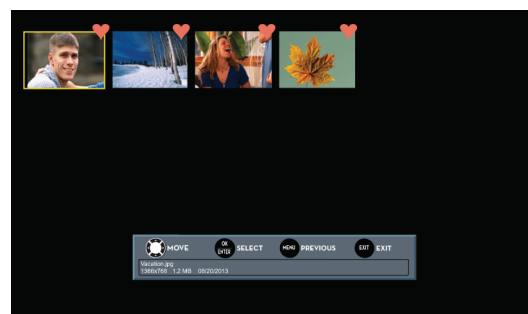 MOVE OK ENTER SELECT MENU PREVIOUS EXIT EXIT
Vacation.jpg
1366x768 1.2 MB 08/20/2013